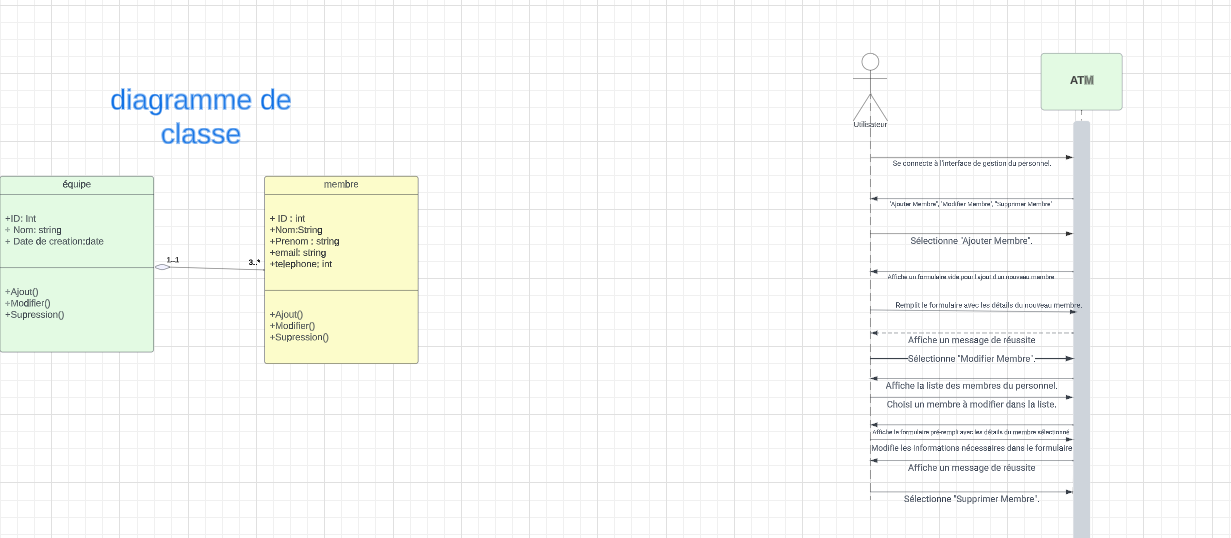 diagramme de
classe
équipe
+ID: Int
+ Nom: string
+ Date de creation:date
+Ajout()
+Modifier()
+Supression()
1..1
3..*
membre
+ ID : int
+Nom:String
+Prenom : string
+email: string
+telephone; int
+Ajout()
+Modifier()
+Supression()
Utilisateur
ATM
Se connecte à l'interface de gestion du personnel.
"Ajouter Membre", "Modifier Membre", "Supprimer Membre"
Sélectionne "Ajouter Membre".
Affiche un formulaire vide pour l'ajout d'un nouveau membre
Remplit le formulaire avec les détails du nouveau membre.
Affiche un message de réussite
Sélectionne "Modifier Membre".
Affiche la liste des membres du personnel.
Choisi un membre à modifier dans la liste.
Affiche le formulaire pré-rempli avec les détails du membre sélectionné
Modifie les informations nécessaires dans le formulaire
Affiche un message de réussite
Sélectionne "Supprimer Membre".